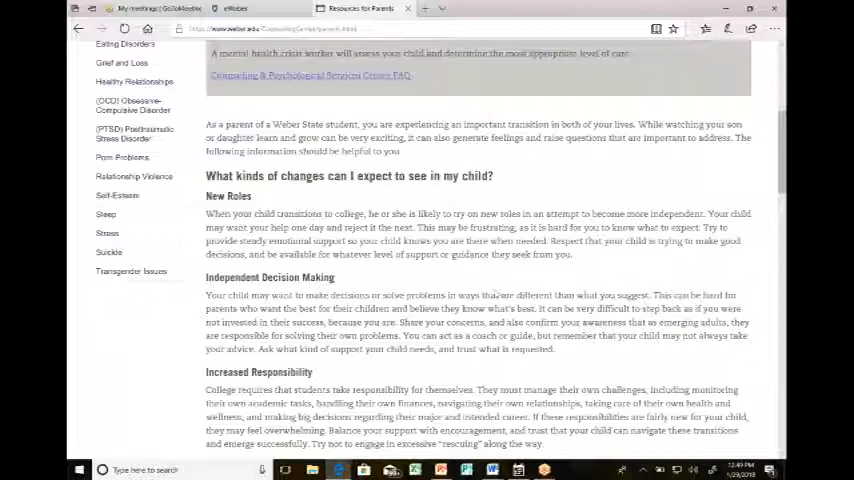 My meetings | GoToMeeting
eWeber
Resources for Parents
https://www.weber.edu/CounselingCenter/parents.html
Eating Disorders
Grief and Loss
Healthy Relationships
(OCD) Obsessive-
Compulsive Disorder
(PTSD) Posttraumatic
Stress Disorder
Porn Problems
Relationship Violence
Self-Esteem
Sleep
Stress
Suicide
Transgender Issues
A mental health crisis worker will assess your child and determine the most appropriate level of care.
Counseling & Psychological Services Center FAQ
As a parent of a Weber State student, you are experiencing an important transition in both of your lives. While watching your son
or daughter learn and grow can be very exciting, it can also generate feelings and raise questions that are important to address. The
following information should be helpful to you.
What kinds of changes can I expect to see in my child?
New Roles
When your child transitions to college, he or she is likely to try on new roles in an attempt to become more independent. Your child
may want your help one day and reject it the next. This may be frustrating, as it is hard for you to know what to expect. Try to
provide steady emotional support so your child knows you are there when needed. Respect that your child is trying to make good
decisions, and be available for whatever level of support or guidance they seek from you.
Independent Decision Making
Your child may want to make decisions or solve problems in ways that are different than what you suggest. This can be hard for
parents who want the best for their children and believe they know what's best. It can be very difficult to step back as if you were
not invested in their success, because you are. Share your concerns, and also confirm your awareness that as emerging adults, they
are responsible for solving their own problems. You can act as a coach or guide, but remember that your child may not always take
your advice. Ask what kind of support your child needs, and trust what is requested.
Increased Responsibility
College requires that students take responsibility for themselves. They must manage their own challenges, including monitoring
their own academic tasks, handling their own finances, navigating their own relationships, taking care of their own health and
wellness, and making big decisions regarding their major and intended career. If these responsibilities are fairly new for your child,
they may feel overwhelming. Balance your support with encouragement, and trust that your child can navigate these transitions
and emerge successfully. Try not to engage in excessive "rescuing" along the way.
Type here to search
12:49 PM
1/29/2018